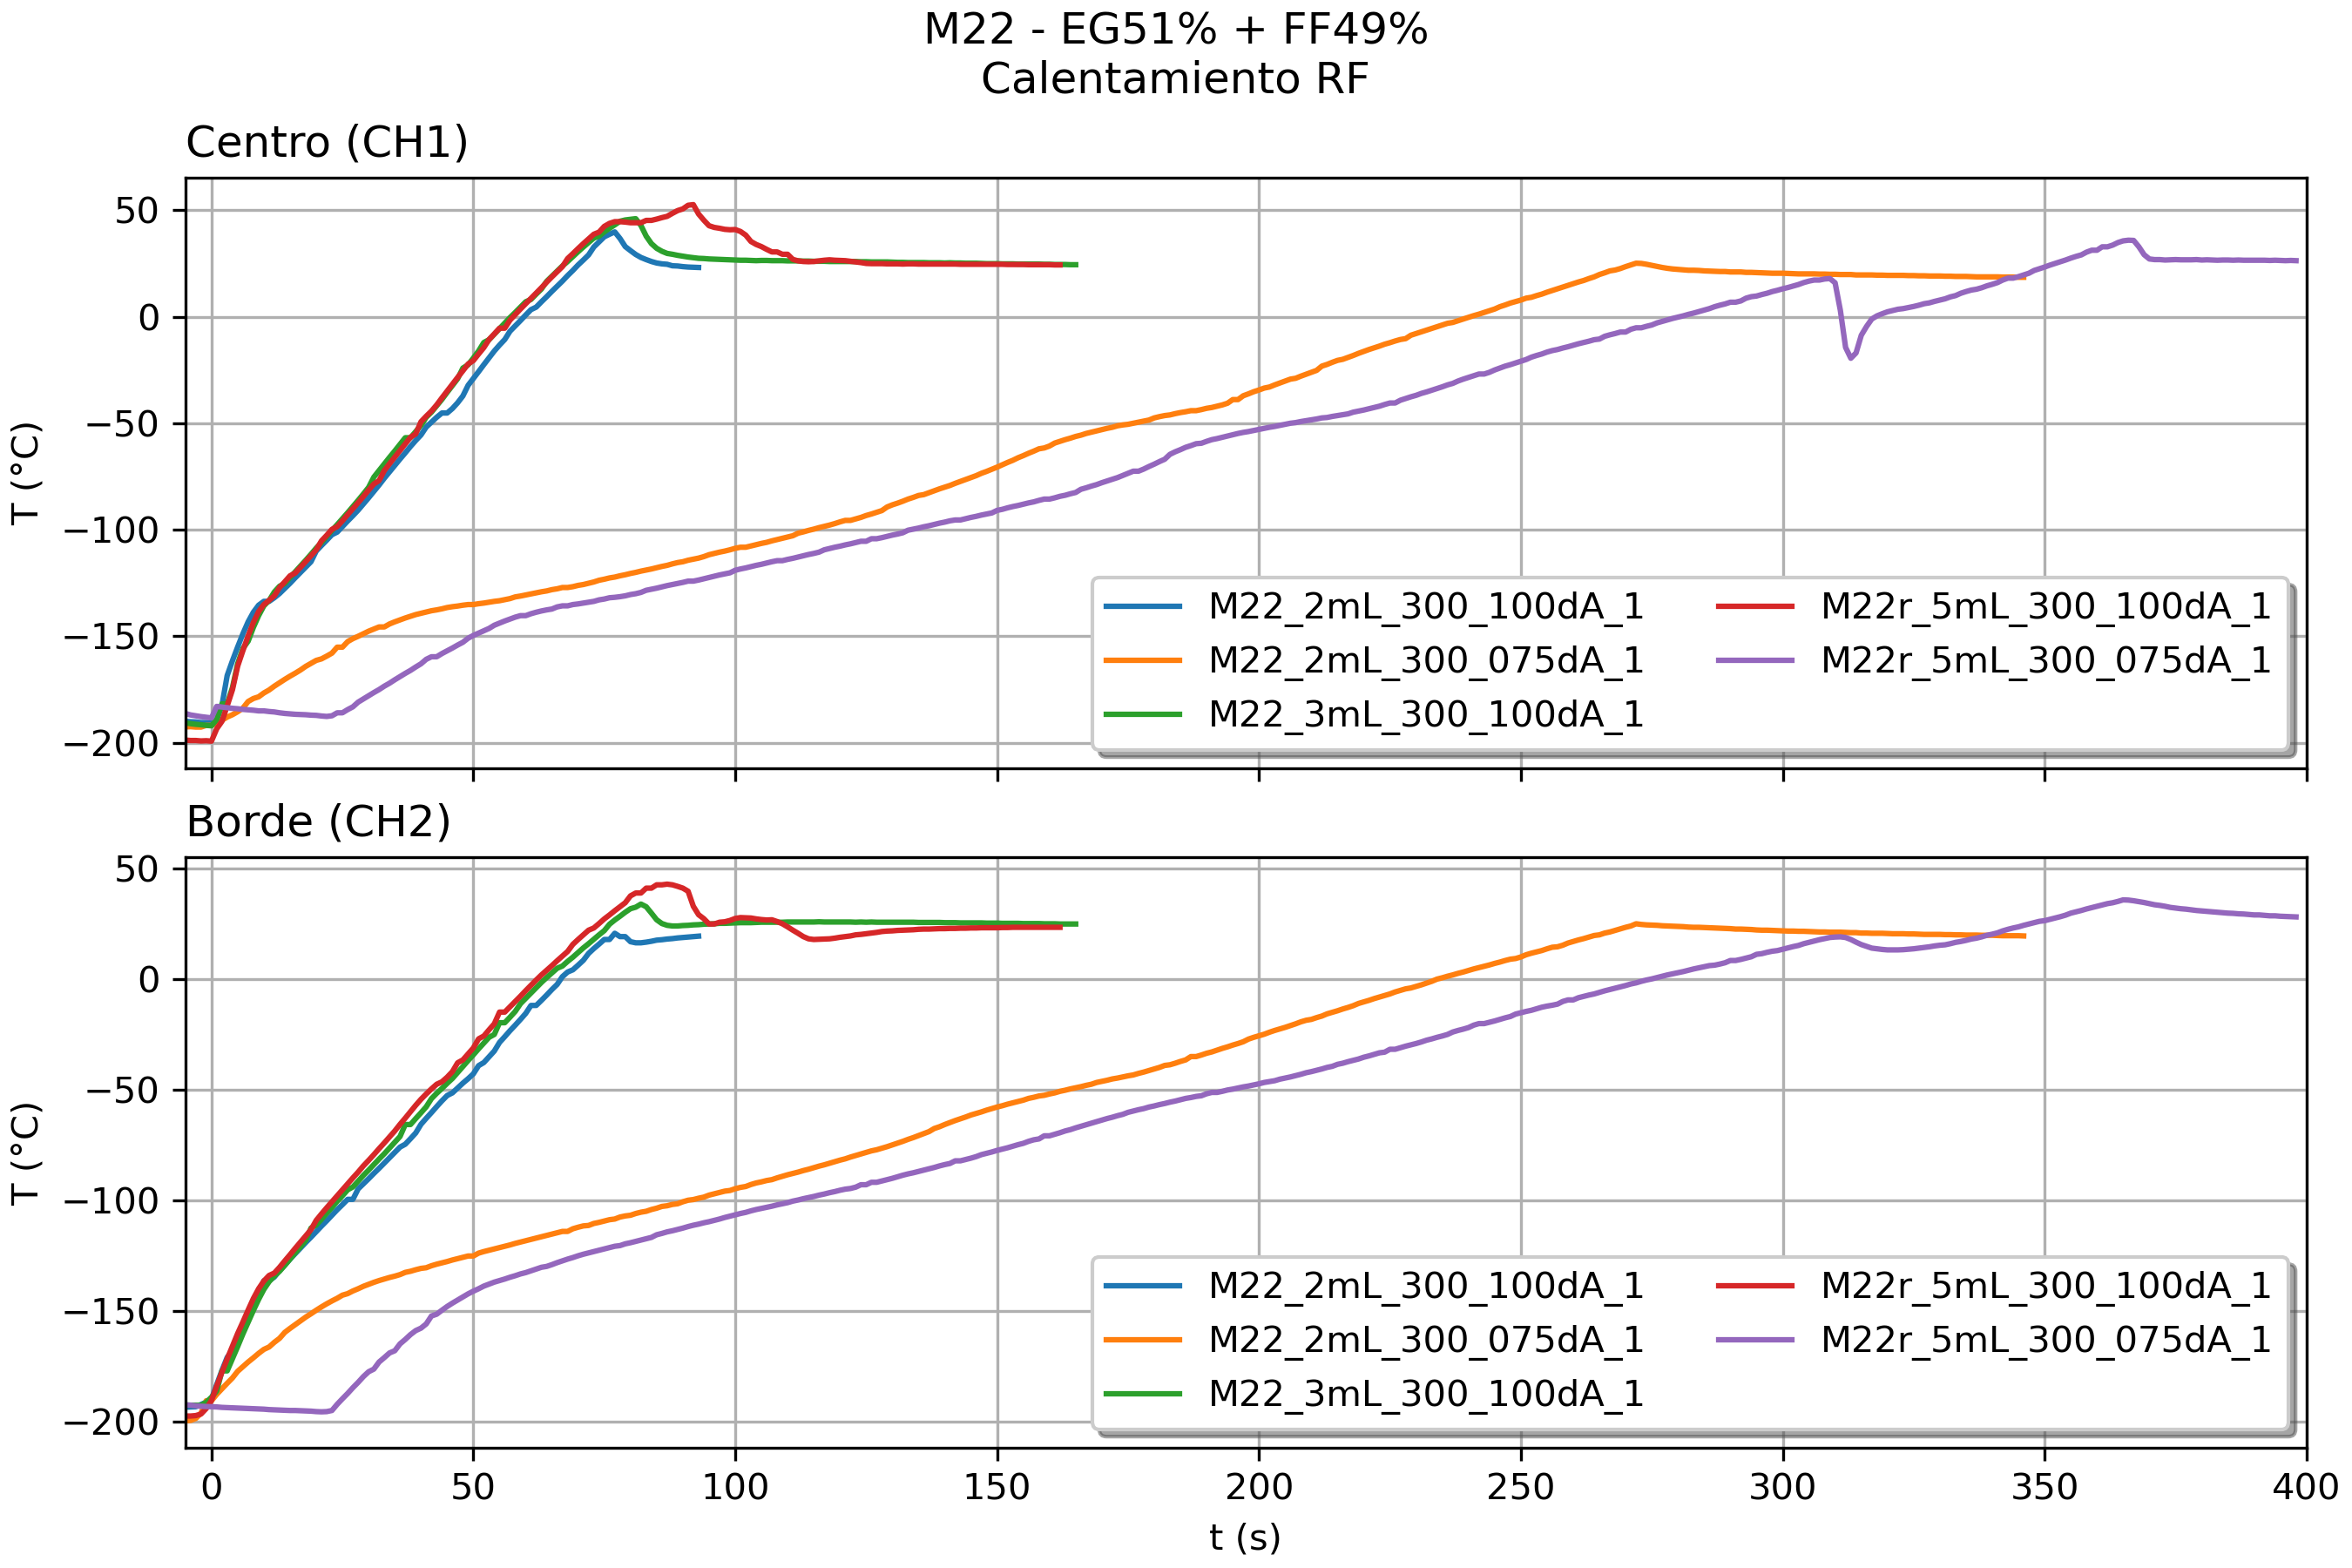 M22 - EG51% + FF49%
Calentamiento RF
Centro (CH1)
50
0
−50
−100
−150
−200
T (°C)
M22_2mL_300_100dA_1
M22_2mL_300_075dA_1
M22_3mL_300_100dA_1
M22r_5mL_300_100dA_1
M22r_5mL_300_075dA_1
Borde (CH2)
50
0
−50
−100
−150
−200
T (°C)
M22_2mL_300_100dA_1
M22_2mL_300_075dA_1
M22_3mL_300_100dA_1
M22r_5mL_300_100dA_1
M22r_5mL_300_075dA_1
0 50 100 150 200 250 300 350 400
t (s)